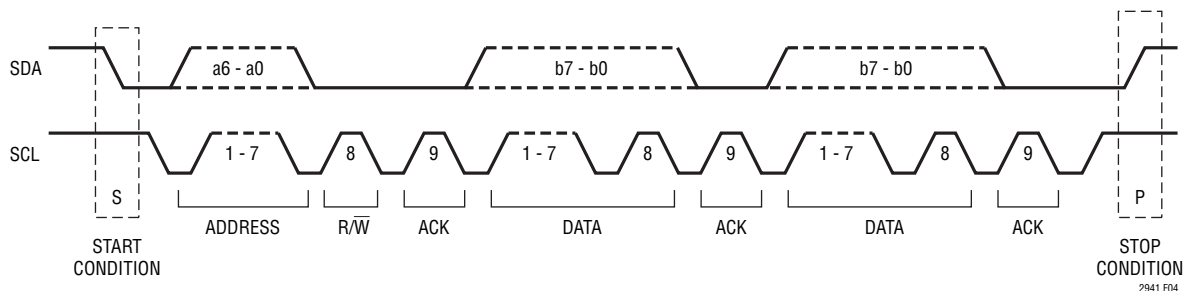 SDA
a6 - a0
b7 - b0
b7 - b0
SCL
1 - 7
8
9
1 - 7
8
9
1 - 7
8
9
S
P
ADDRESS
R/W̅
ACK
DATA
ACK
DATA
ACK
START
CONDITION
STOP
CONDITION
2941 F04